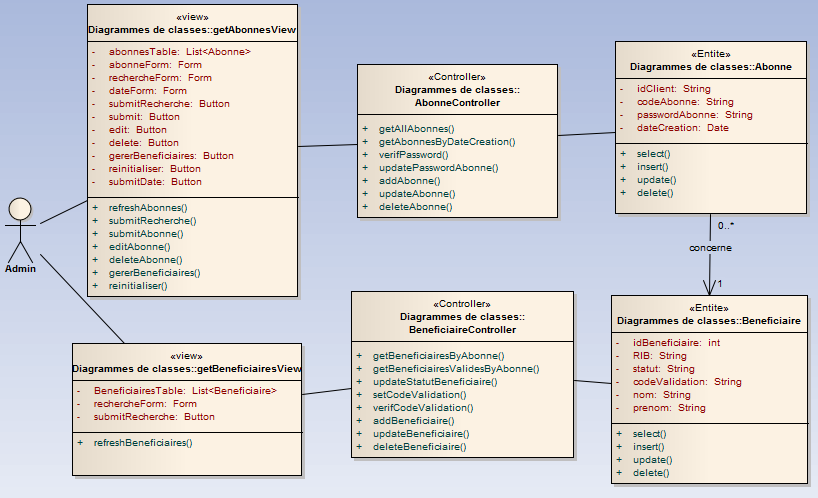 «view»
Diagrammes de classes::getAbonnesView
- abonnesTable: List<Abonne>
- abonneForm: Form
- rechercheForm: Form
- dateForm: Form
- submitRecherche: Button
- submit: Button
- edit: Button
- delete: Button
- gererBeneficiaires: Button
- reinitialiser: Button
- submitDate: Button
+ refreshAbonnes()
+ submitRecherche()
+ submitAbonne()
+ editAbonne()
+ deleteAbonne()
+ gererBeneficiaires()
+ reinitialiser()
«Controller»
Diagrammes de classes::
AbonneController
+ getAllAbonnes()
+ getAbonnesByDateCreation()
+ verifPassword()
+ updatePasswordAbonne()
+ addAbonne()
+ updateAbonne()
+ deleteAbonne()
«Entite»
Diagrammes de classes::Abonne
- idClient: String
- codeAbonne: String
- passwordAbonne: String
- dateCreation: Date
+ select()
+ insert()
+ update()
+ delete()
Admin
0..*
concerne
1
«view»
Diagrammes de classes::getBeneficiairesView
- BeneficiairesTable: List<Beneficiaire>
- rechercheForm: Form
- submitRecherche: Button
+ refreshBeneficiaires()
«Controller»
Diagrammes de classes::
BeneficiaireController
+ getBeneficiairesByAbonne()
+ getBeneficiairesValidesByAbonne()
+ updateStatutBeneficiaire()
+ setCodeValidation()
+ verifCodeValidation()
+ addBeneficiaire()
+ updateBeneficiaire()
+ deleteBeneficiaire()
«Entite»
Diagrammes de classes::Beneficiaire
- idBeneficiaire: int
- RIB: String
- statut: String
- codeValidation: String
- nom: String
- prenom: String
+ select()
+ insert()
+ update()
+ delete()